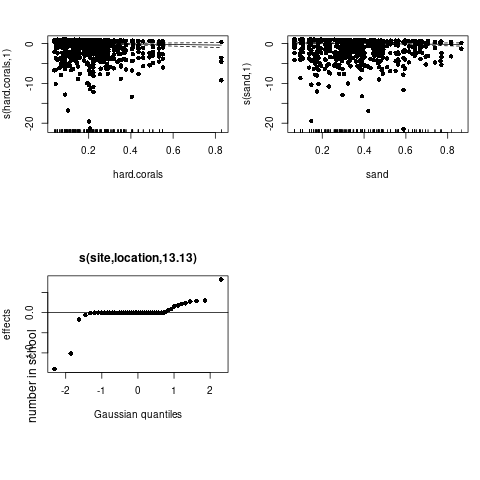 s(hard.corals,1)
0
-10
-20
0.2 0.4 0.6 0.8
hard.corals
s(sand,1)
0
-10
-20
0.2 0.4 0.6 0.8
sand
s(site,location,13.13)
effects
number in school
0.0
-2 -1 0 1 2
Gaussian quantiles